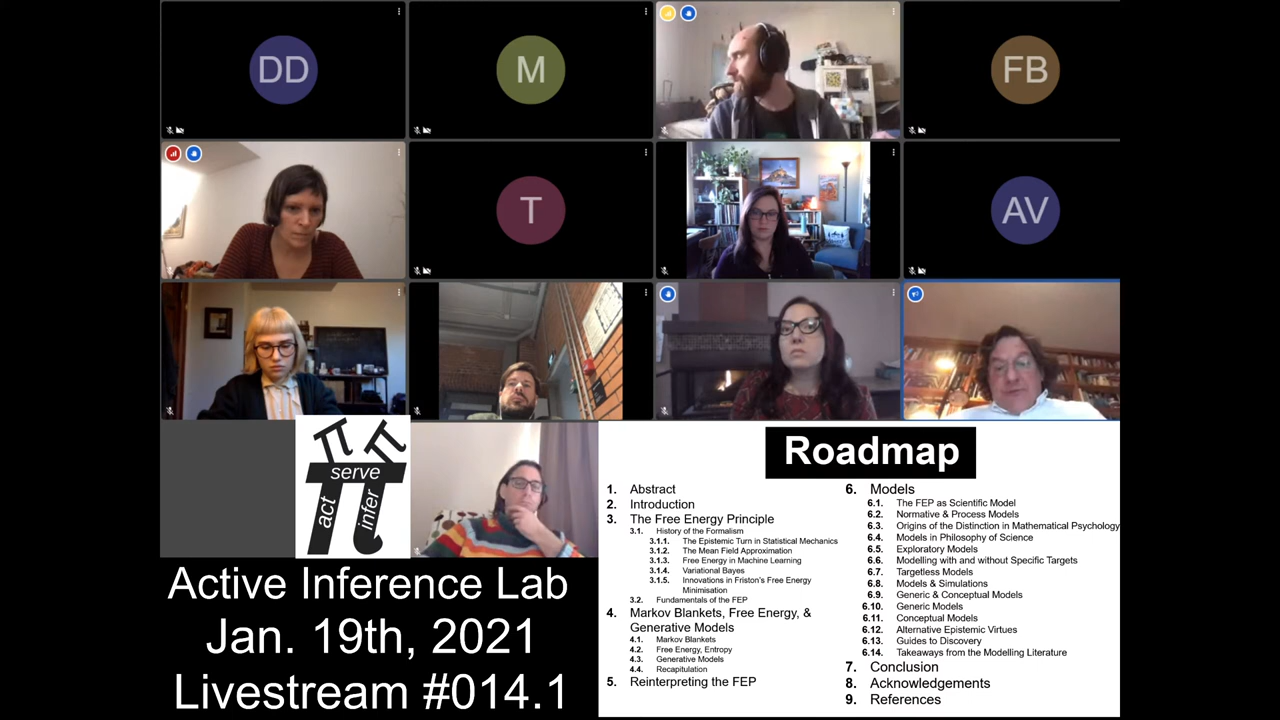 DD
M
FB
T
AV
π π
serve
π
act
infer
Active Inference Lab
Jan. 19th, 2021
Livestream #014.1
Roadmap
1. Abstract
2. Introduction
3. The Free Energy Principle
3.1. History of the Formalism
3.1.1. The Epistemic Turn in Statistical Mechanics
3.1.2. The Mean Field Approximation
3.1.3. Free Energy in Machine Learning
3.1.4. Variational Bayes
3.1.5. Innovations in Friston's Free Energy
Minimisation
3.2. Fundamentals of the FEP
4. Markov Blankets, Free Energy, &
Generative Models
4.1. Markov Blankets
4.2. Free Energy, Entropy
4.3. Generative Models
4.4. Recapitulation
5. Reinterpreting the FEP
6. Models
6.1. The FEP as Scientific Model
6.2. Normative & Process Models
6.3. Origins of the Distinction in Mathematical Psychology
6.4. Models in Philosophy of Science
6.5. Exploratory Models
6.6. Modelling with and without Specific Targets
6.7. Targetless Models
6.8. Models & Simulations
6.9. Generic & Conceptual Models
6.10. Generic Models
6.11. Conceptual Models
6.12. Alternative Epistemic Virtues
6.13. Guides to Discovery
6.14. Takeaways from the Modelling Literature
7. Conclusion
8. Acknowledgements
9. References